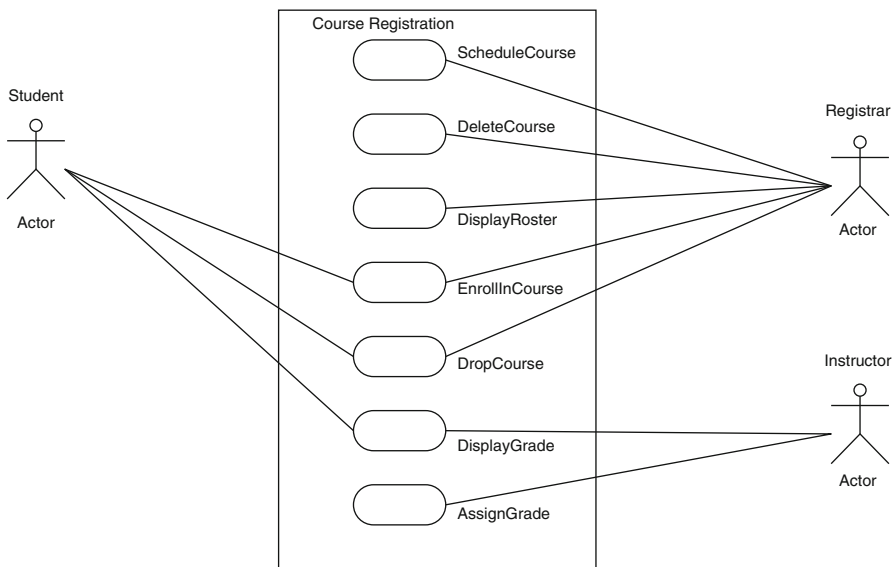 Course Registration
ScheduleCourse
Student
Registrar
DeleteCourse
Actor
DisplayRoster
Actor
EnrollInCourse
DropCourse
Instructor
DisplayGrade
Actor
AssignGrade